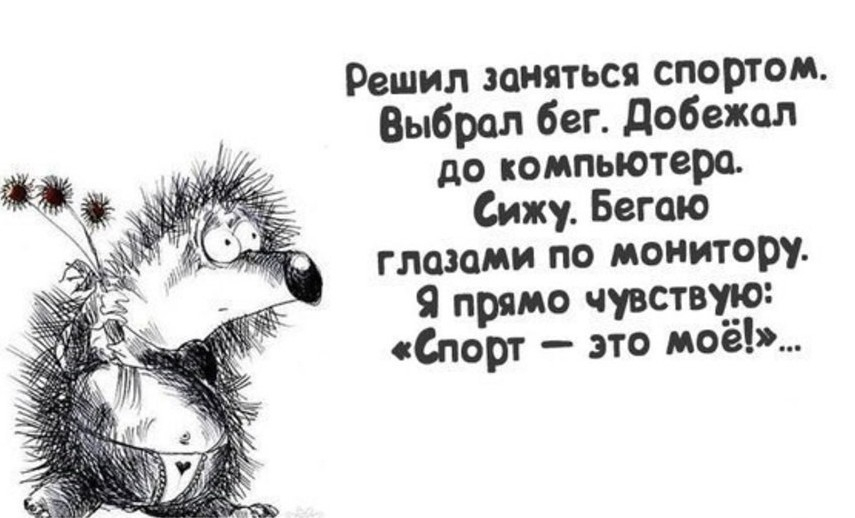 Решил заняться спортом.
Выбрал бег. Добежал
до компьютера.
Сижу. Бегаю
глазами по монитору.
Я прямо чувствую:
«Спорт — это моё!»...